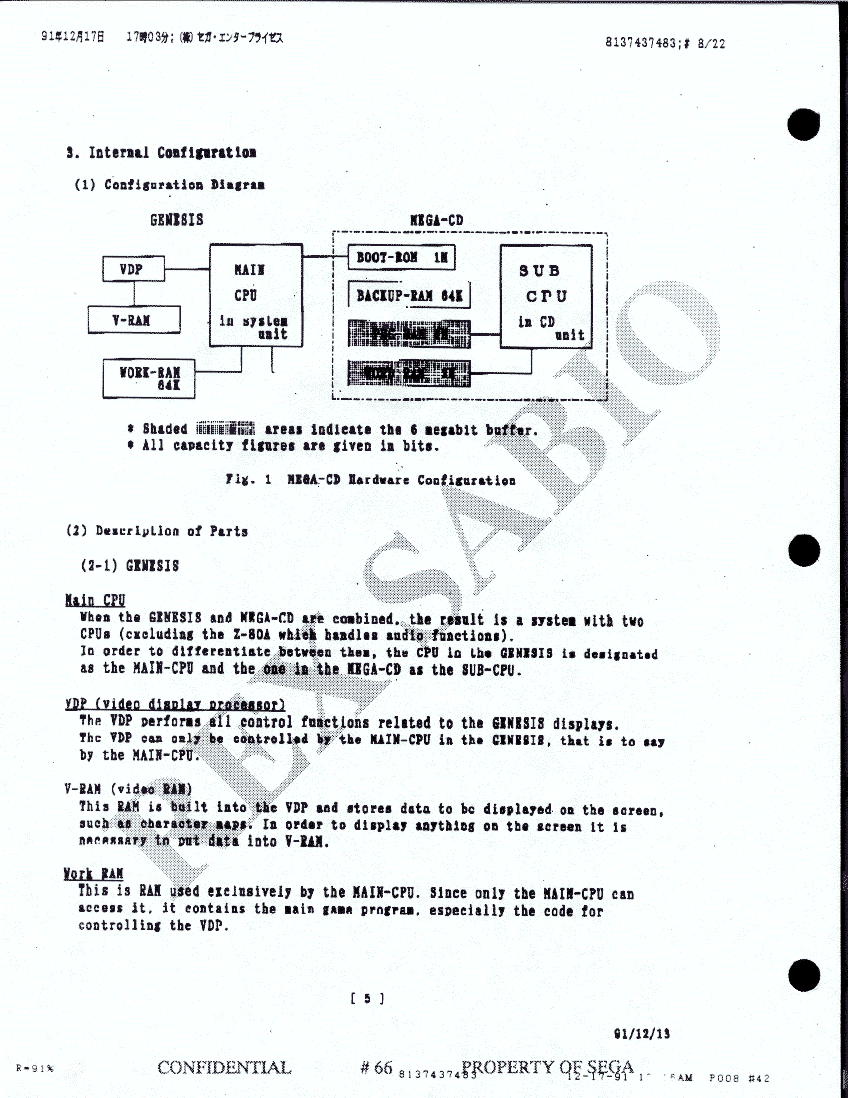 91年12月17日 17時03分; (株) セガ・エンタープライゼス
8137437483;# 8/22
3. Internal Configuration
(1) Configuration Diagram
GENESIS
MEGA-CD
VDP
V-RAM
WORK-RAM
64K
MAIN
CPU
in system
unit
BOOT-ROM 1M
BACKUP-RAM 64K
SUB
CPU
in CD
unit
* Shaded areas indicate the 6 megabit buffer.
* All capacity figures are given in bits.
Fig. 1 MEGA-CD Hardware Configuration
(2) Description of Parts
(2-1) GENESIS
Main CPU
When the GENESIS and MEGA-CD are combined, the result is a system with two
CPUs (excluding the Z-80A which handles audio functions).
In order to differentiate between them, the CPU in the GENESIS is designated
as the MAIN-CPU and the one in the MEGA-CD as the SUB-CPU.
VDP (video display processor)
The VDP performs all control functions related to the GENESIS displays.
The VDP can only be controlled by the MAIN-CPU in the GENESIS, that is to say
by the MAIN-CPU.
V-RAM (video RAM)
This RAM is built into the VDP and stores data to be displayed on the screen,
such as character maps. In order to display anything on the screen it is
necessary to put data into V-RAM.
Work RAM
This is RAM used exclusively by the MAIN-CPU. Since only the MAIN-CPU can
access it, it contains the main game program, especially the code for
controlling the VDP.
REX SABIO
[ 5 ]
91/12/13
R=91%
CONFIDENTIAL
# 66
8137437483
PROPERTY OF SEGA
12-17-91
AM P008 #42